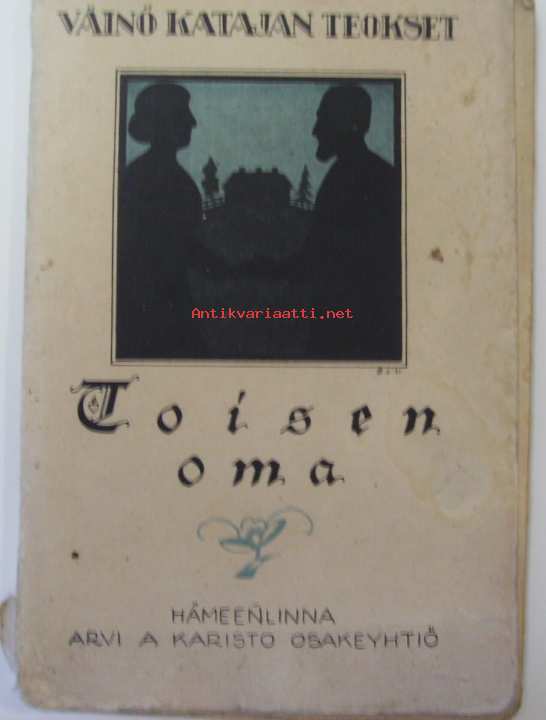 VÄINÖ KATAJAN TEOKSET
Antikvariaatti.net
Toisen
oma
HÄMEENLINNA
ARVI A KARISTO OSAKEYHTIÖ